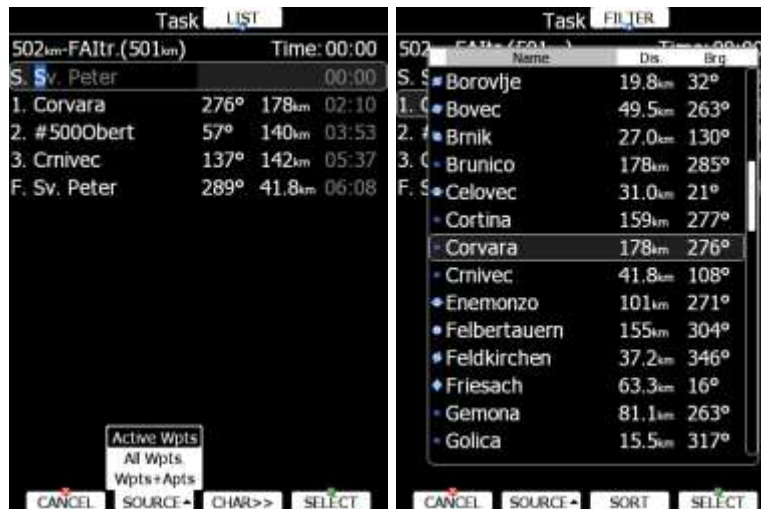 Task LIST
502km-FAItr.(501km) Time: 00:00
S. Sv. Peter 00:00
1. Corvara 276° 178km 02:10
2. #500Obert 57° 140km 03:53
3. Crnivec 137° 142km 05:37
F. Sv. Peter 289° 41.8km 06:08
Active Wpts
All Wpts.
Wpts+Apts
CANCEL SOURCE CHAR>> SELECT
Task FILTER
502
Name Dis. Brg.
S. S
Borovlje 19.8km 32°
1. C
Bovec 49.5km 263°
2. #
Brnik 27.0km 130°
3. C
Brunico 178km 285°
F. S
Celovec 31.0km 21°
Cortina 159km 277°
Corvara 178km 276°
Crnivec 41.8km 108°
Enemonzo 101km 271°
Felbertauern 155km 304°
Feldkirchen 37.2km 346°
Friesach 63.3km 16°
Gemona 81.1km 263°
Golica 15.5km 317°
CANCEL SOURCE SORT SELECT